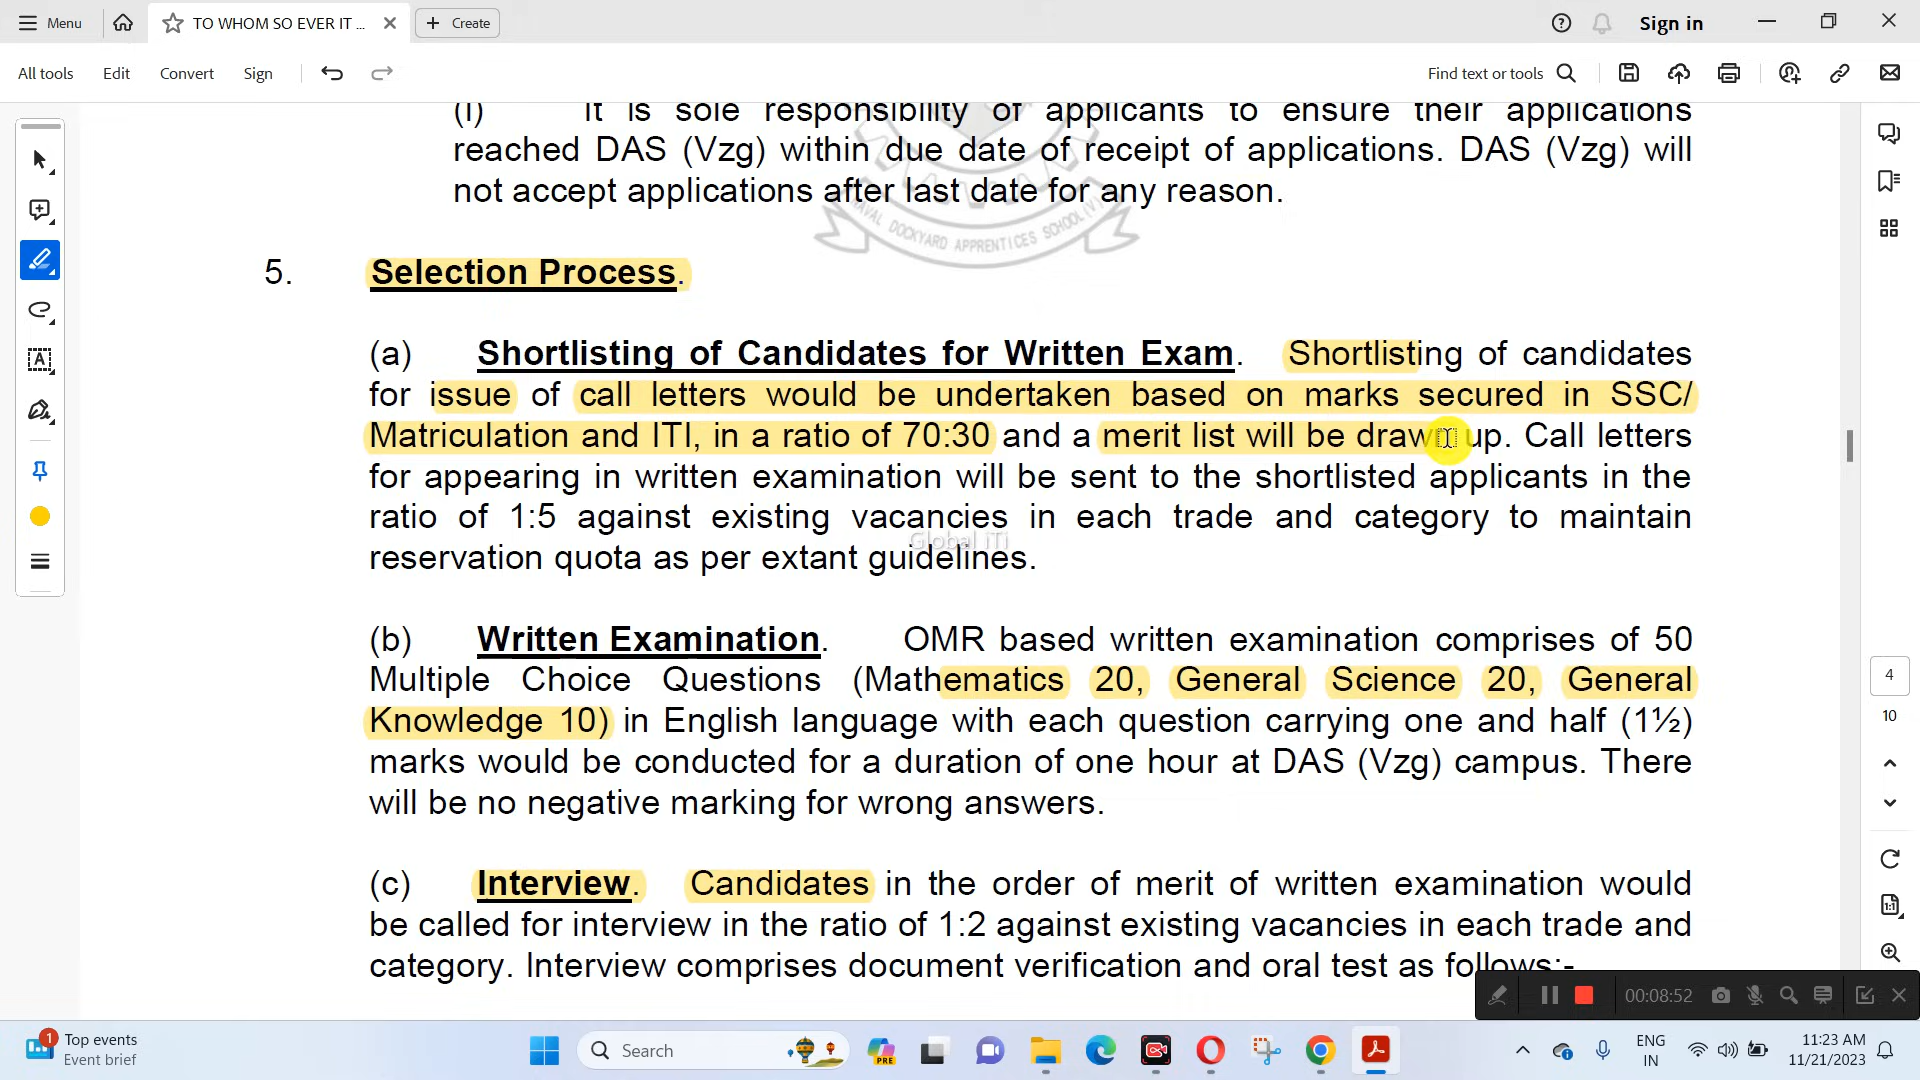 Menu
TO WHOM SO EVER IT ...
Create
Sign in
All tools
Edit
Convert
Sign
Find text or tools
(l) It is sole responsibility of applicants to ensure their applications
reached DAS (Vzg) within due date of receipt of applications. DAS (Vzg) will
not accept applications after last date for any reason.
NAVAL DOCKYARD APPRENTICES SCHOOL (V)
5. Selection Process.
(a) Shortlisting of Candidates for Written Exam. Shortlisting of candidates
for issue of call letters would be undertaken based on marks secured in SSC/
Matriculation and ITI, in a ratio of 70:30 and a merit list will be drawn up. Call letters
for appearing in written examination will be sent to the shortlisted applicants in the
ratio of 1:5 against existing vacancies in each trade and category to maintain
reservation quota as per extant guidelines.
Global iTi
(b) Written Examination. OMR based written examination comprises of 50
Multiple Choice Questions (Mathematics 20, General Science 20, General
Knowledge 10) in English language with each question carrying one and half (1½)
marks would be conducted for a duration of one hour at DAS (Vzg) campus. There
will be no negative marking for wrong answers.
(c) Interview. Candidates in the order of merit of written examination would
be called for interview in the ratio of 1:2 against existing vacancies in each trade and
category. Interview comprises document verification and oral test as follows:-
4
10
1:1
00:08:52
1
Top events
Event brief
Search
PRE
ENG
IN
11:23 AM
11/21/2023